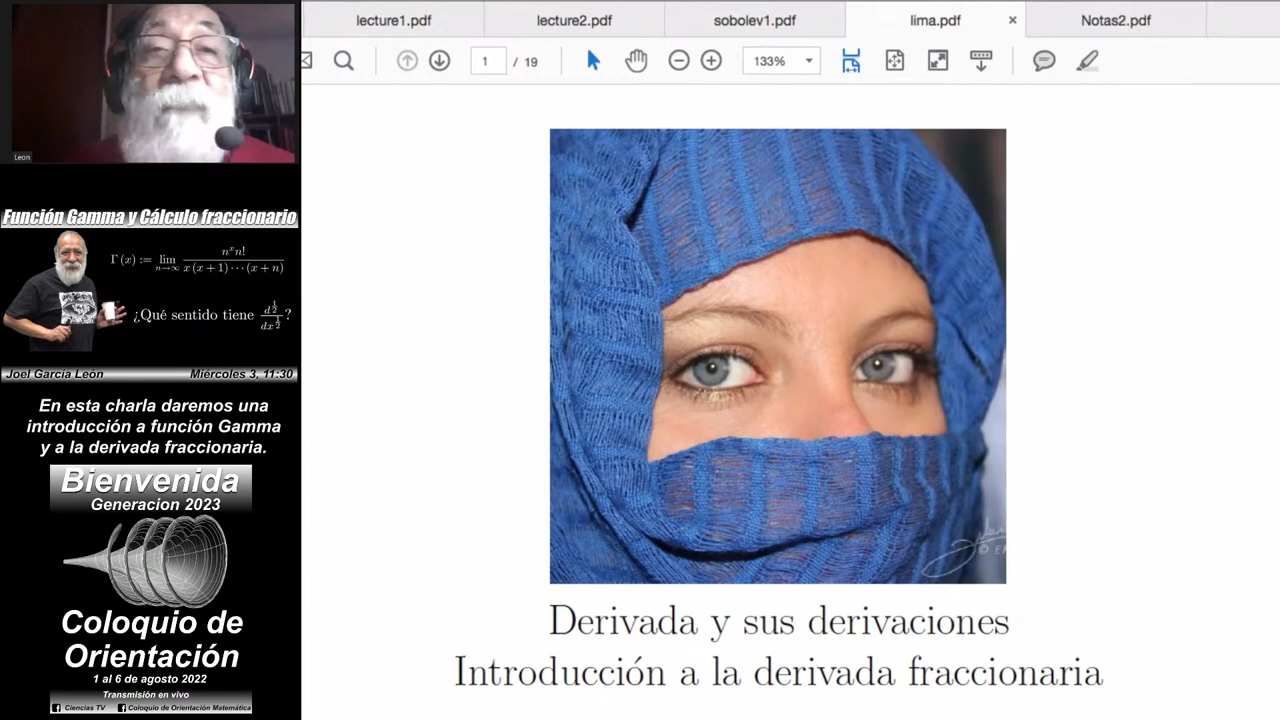 lecture1.pdf
lecture2.pdf
sobolev1.pdf
lima.pdf
×
Notas2.pdf
1 / 19
133%
Leon
Función Gamma y Cálculo fraccionario
Γ (x) := lim n→∞ n^x n! / x (x + 1) · · · (x + n)
¿Qué sentido tiene d^{1/2} / dx^{1/2} ?
Joel García León
Miércoles 3, 11:30
En esta charla daremos una
introducción a función Gamma
y a la derivada fraccionaria.
Bienvenida
Generacion 2023
Coloquio de
Orientación
1 al 6 de agosto 2022
Transmisión en vivo
Ciencias TV
Coloquio de Orientación Matemática
Derivada y sus derivaciones
Introducción a la derivada fraccionaria